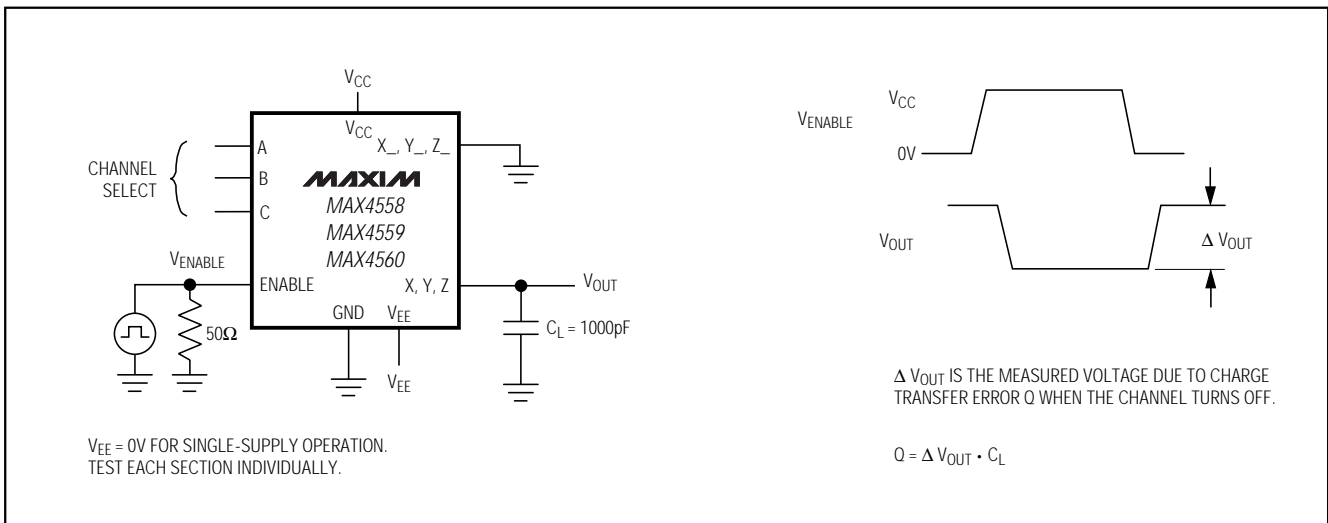 VCC
VCC
X_, Y_, Z_
CHANNEL
SELECT
A
B
C
MAXIM
MAX4558
MAX4559
MAX4560
VENABLE
ENABLE
X, Y, Z
VOUT
50Ω
GND
VEE
CL = 1000pF
VEE
VEE = 0V FOR SINGLE-SUPPLY OPERATION.
TEST EACH SECTION INDIVIDUALLY.
VENABLE
VCC
0V
VOUT
Δ VOUT
Δ VOUT IS THE MEASURED VOLTAGE DUE TO CHARGE
TRANSFER ERROR Q WHEN THE CHANNEL TURNS OFF.
Q = Δ VOUT • CL